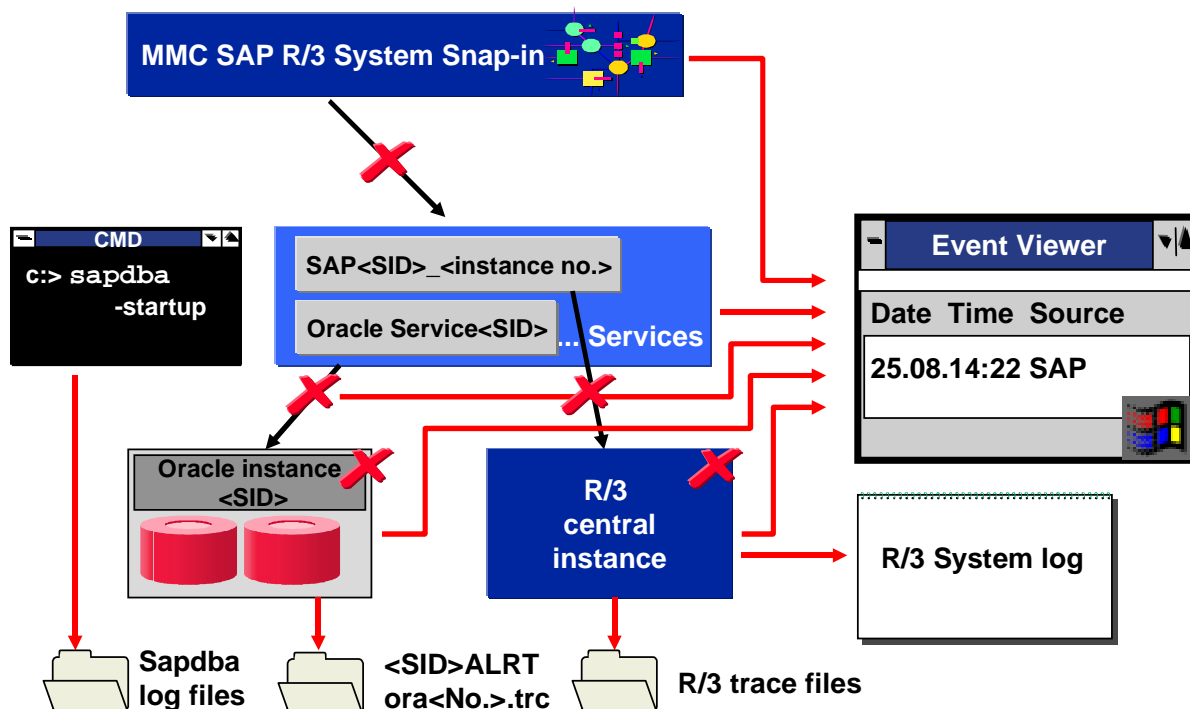 MMC SAP R/3 System Snap-in
CMD
c:> sapdba
-startup
SAP<SID>_<instance no.>
Oracle Service<SID>
... Services
Event Viewer
Date Time Source
25.08.14:22 SAP
Oracle instance
<SID>
R/3
central
instance
R/3 System log
Sapdba
log files
<SID>ALRT
ora<No.>.trc
R/3 trace files